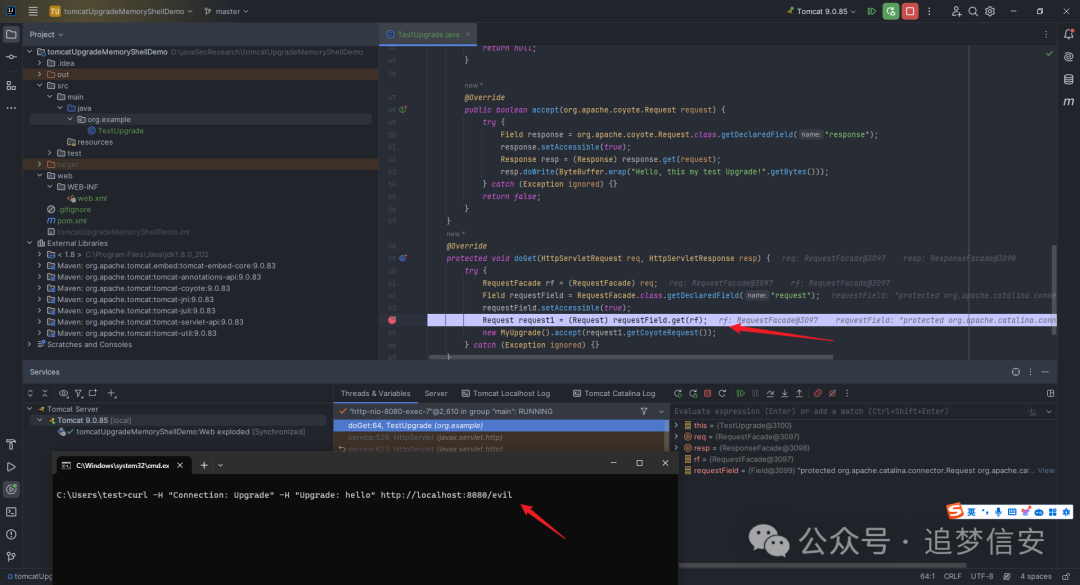 TU tomcatUpgradeMemoryShellDemo master Tomcat 9.0.85
Project
TestUpgrade.java
tomcatUpgradeMemoryShellDemo D:\javaSecResearch\tomcatUpgradeMemoryShellDemo
.idea
out
src
main
java
org.example
TestUpgrade
resources
test
target
web
WEB-INF
web.xml
.gitignore
pom.xml
tomcatUpgradeMemoryShellDemo.iml
External Libraries
< 1.8 > C:\Program Files\Java\jdk1.8.0_202
Maven: org.apache.tomcat.embed:tomcat-embed-core:9.0.83
Maven: org.apache.tomcat:tomcat-annotations-api:9.0.83
Maven: org.apache.tomcat:tomcat-coyote:9.0.83
Maven: org.apache.tomcat:tomcat-jni:9.0.83
Maven: org.apache.tomcat:tomcat-juli:9.0.83
Maven: org.apache.tomcat:tomcat-servlet-api:9.0.83
Maven: org.apache.tomcat:tomcat-util:9.0.83
Scratches and Consoles
44 return null;
45 }
46
new *
47 @Override
48 public boolean accept(org.apache.coyote.Request request) {
49 try {
50 Field response = org.apache.coyote.Request.class.getDeclaredField( name: "response");
51 response.setAccessible(true);
52 Response resp = (Response) response.get(request);
53 resp.doWrite(ByteBuffer.wrap("Hello, this my test Upgrade!".getBytes()));
54 } catch (Exception ignored) {}
55 return false;
56 }
57 }
new *
58 @Override
59 protected void doGet(HttpServletRequest req, HttpServletResponse resp) { req: RequestFacade@3097 resp: ResponseFacade@3098
60 try {
61 RequestFacade rf = (RequestFacade) req; req: RequestFacade@3097 rf: RequestFacade@3097
62 Field requestField = RequestFacade.class.getDeclaredField( name: "request"); requestField: "protected org.apache.catalina.conne
63 requestField.setAccessible(true);
Request request1 = (Request) requestField.get(rf); rf: RequestFacade@3097 requestField: "protected org.apache.catalina.conn
65 new MyUpgrade().accept(request1.getCoyoteRequest());
66 } catch (Exception ignored) {}
67 }
Services
Tomcat Server
Tomcat 9.0.85 [local]
tomcatUpgradeMemoryShellDemo:Web exploded [Synchronized]
Threads & Variables Server Tomcat Localhost Log Tomcat Catalina Log
"http-nio-8080-exec-7"@2,610 in group "main": RUNNING
doGet:64, TestUpgrade (org.example)
service:529, HttpServlet (javax.servlet.http)
service:623, HttpServlet (javax.servlet.http)
Evaluate expression (Enter) or add a watch (Ctrl+Shift+Enter)
this = {TestUpgrade@3100}
req = {RequestFacade@3097}
resp = {ResponseFacade@3098}
rf = {RequestFacade@3097}
requestField = {Field@3099} "protected org.apache.catalina.connector.Request org.apache.cat... View
C:\Windows\system32\cmd.ex
C:\Users\test>curl -H "Connection: Upgrade" -H "Upgrade: hello" http://localhost:8080/evil
英
公众号 · 追梦信安
tomcatUpg
64:1 CRLF UTF-8 4 spaces